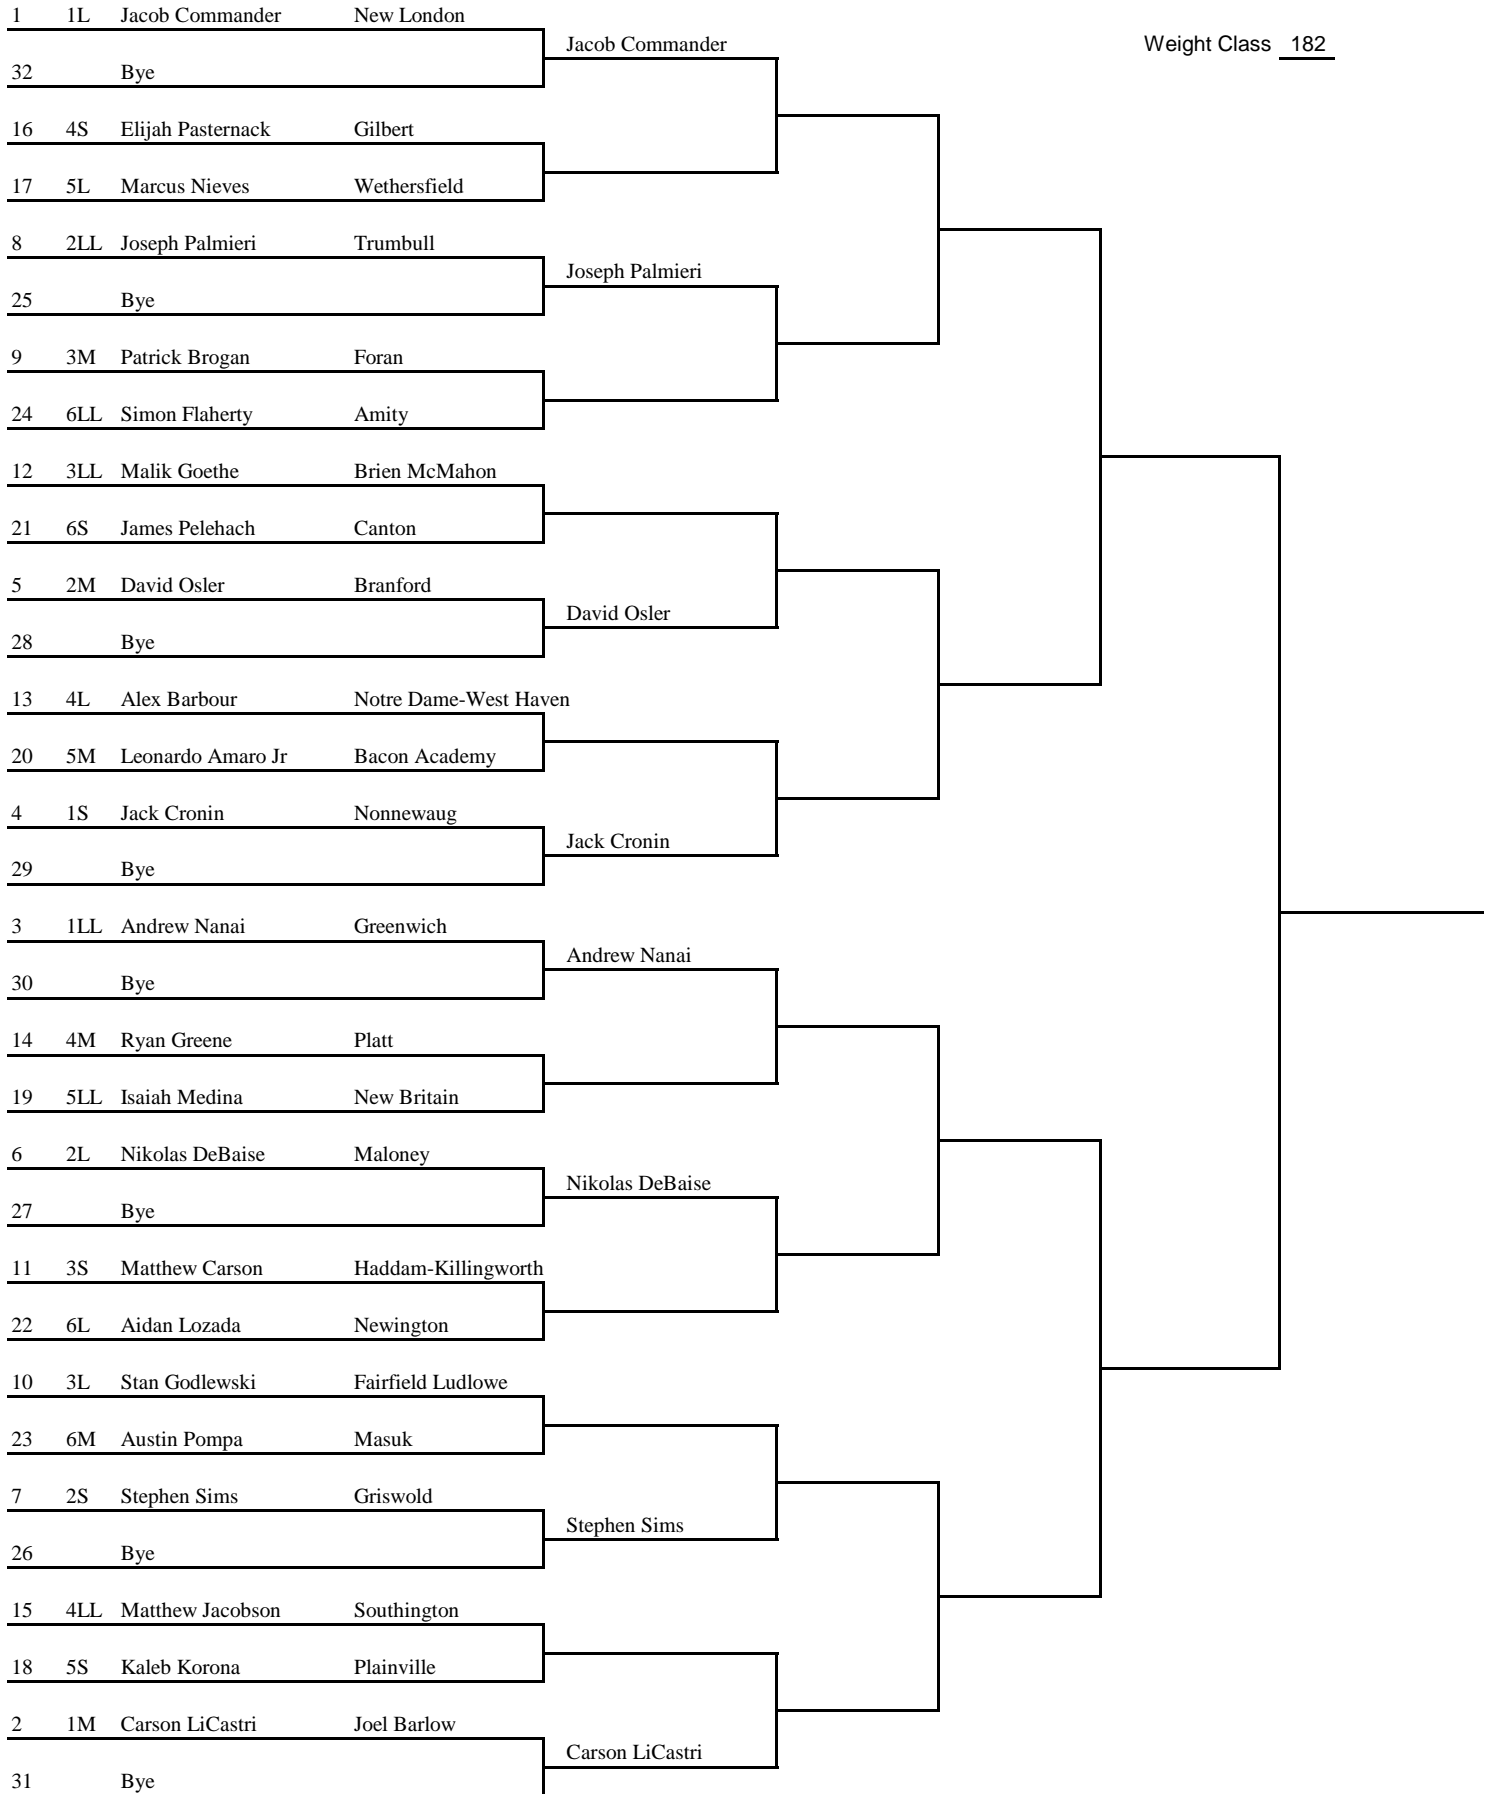 1 1L Jacob Commander New London
Jacob Commander
Weight Class 182
32 Bye
16 4S Elijah Pasternack Gilbert
17 5L Marcus Nieves Wethersfield
8 2LL Joseph Palmieri Trumbull
Joseph Palmieri
25 Bye
9 3M Patrick Brogan Foran
24 6LL Simon Flaherty Amity
12 3LL Malik Goethe Brien McMahon
21 6S James Pelehach Canton
5 2M David Osler Branford
David Osler
28 Bye
13 4L Alex Barbour Notre Dame-West Haven
20 5M Leonardo Amaro Jr Bacon Academy
4 1S Jack Cronin Nonnewaug
Jack Cronin
29 Bye
3 1LL Andrew Nanai Greenwich
Andrew Nanai
30 Bye
14 4M Ryan Greene Platt
19 5LL Isaiah Medina New Britain
6 2L Nikolas DeBaise Maloney
Nikolas DeBaise
27 Bye
11 3S Matthew Carson Haddam-Killingworth
22 6L Aidan Lozada Newington
10 3L Stan Godlewski Fairfield Ludlowe
23 6M Austin Pompa Masuk
7 2S Stephen Sims Griswold
Stephen Sims
26 Bye
15 4LL Matthew Jacobson Southington
18 5S Kaleb Korona Plainville
2 1M Carson LiCastri Joel Barlow
Carson LiCastri
31 Bye